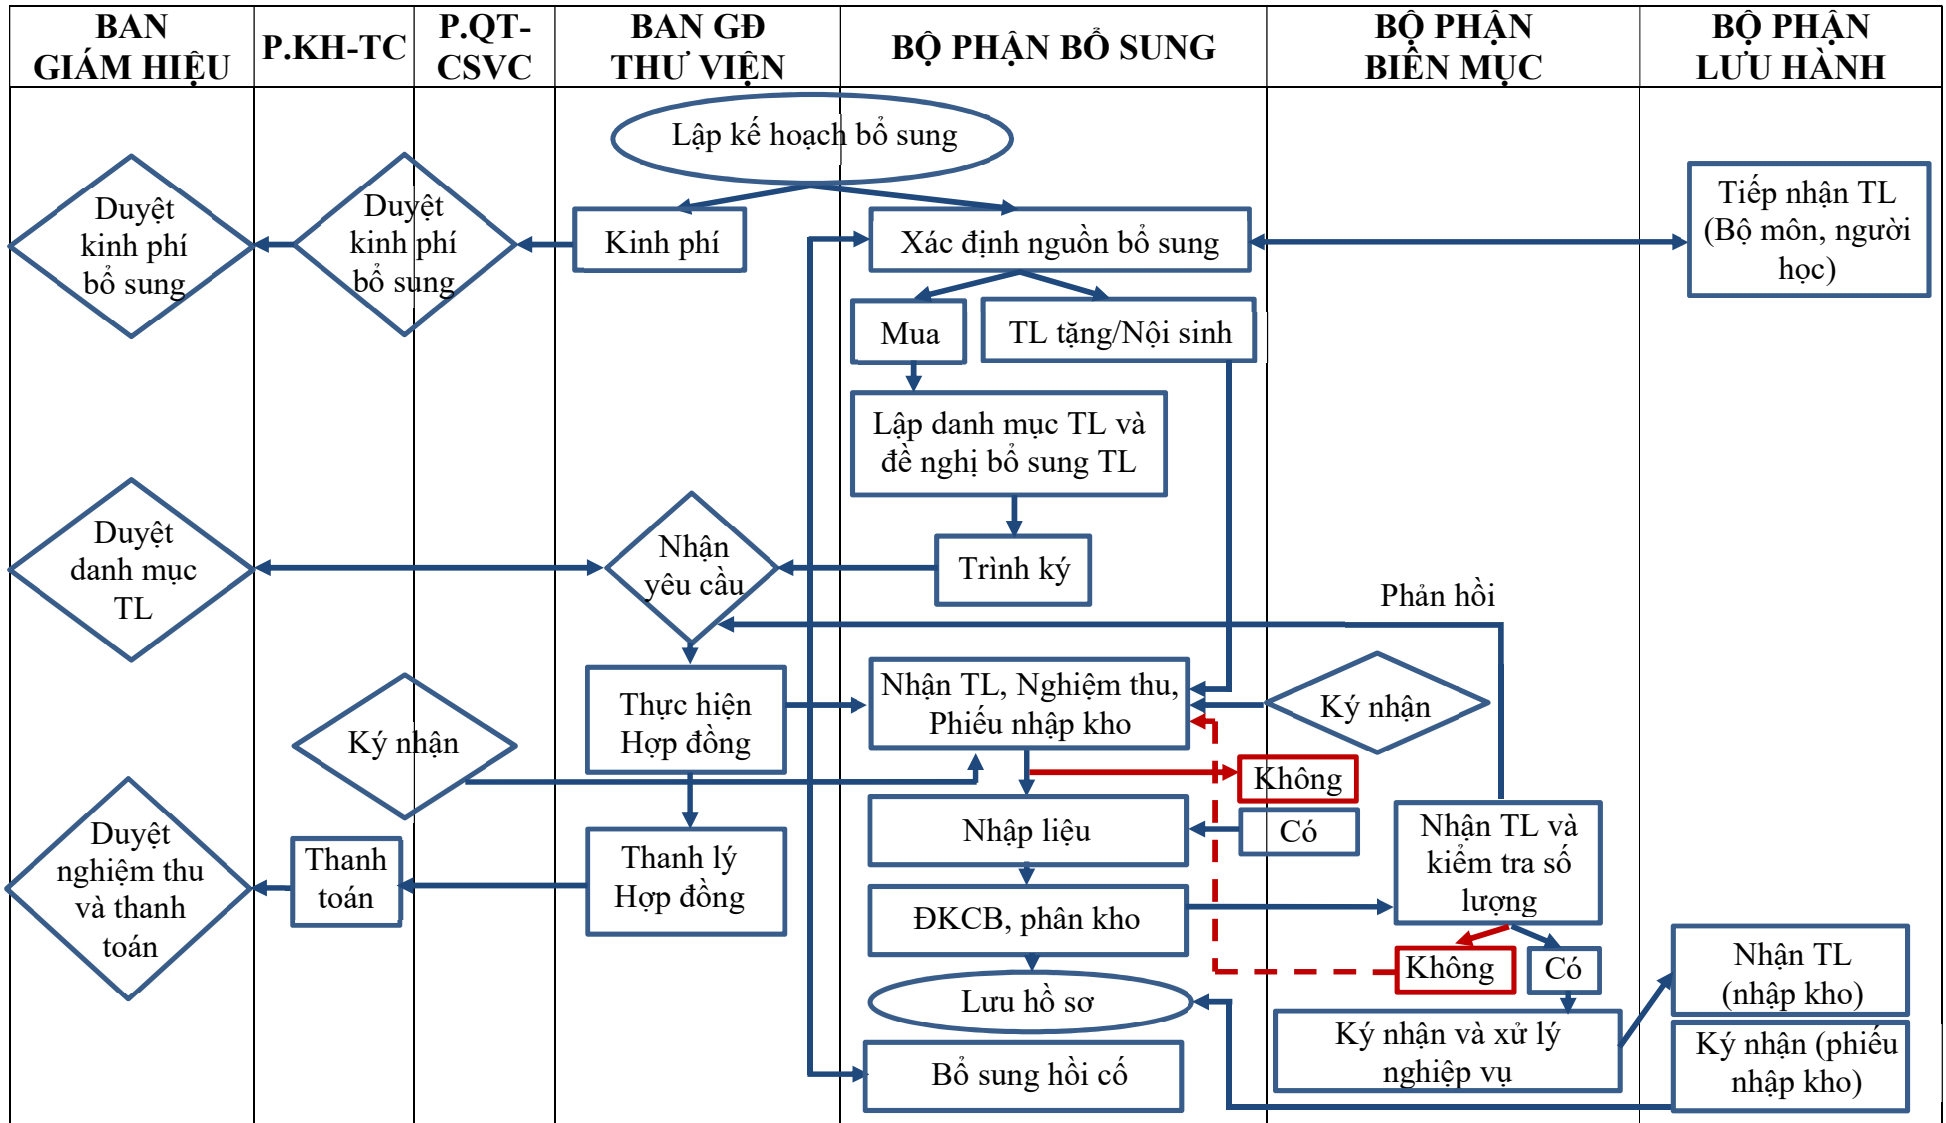 BAN
GIÁM HIỆU
P.KH-TC
P.QT-
CSVC
BAN GĐ
THƯ VIỆN
BỘ PHẬN BỔ SUNG
BỘ PHẬN
BIÊN MỤC
BỘ PHẬN
LƯU HÀNH
Lập kế hoạch bổ sung
Duyệt
kinh phí
bổ sung
Duyệt
kinh phí
bổ sung
Kinh phí
Xác định nguồn bổ sung
Tiếp nhận TL
(Bộ môn, người
học)
Mua
TL tặng/Nội sinh
Lập danh mục TL và
đề nghị bổ sung TL
Duyệt
danh mục
TL
Nhận
yêu cầu
Trình ký
Phản hồi
Ký nhận
Thực hiện
Hợp đồng
Nhận TL, Nghiệm thu,
Phiếu nhập kho
Ký nhận
Không
Duyệt
nghiệm thu
và thanh
toán
Thanh
toán
Thanh lý
Hợp đồng
Nhập liệu
Có
Nhận TL và
kiểm tra số
lượng
ĐKCB, phân kho
Không
Có
Nhận TL
(nhập kho)
Lưu hồ sơ
Ký nhận và xử lý
nghiệp vụ
Ký nhận (phiếu
nhập kho)
Bổ sung hồi cố